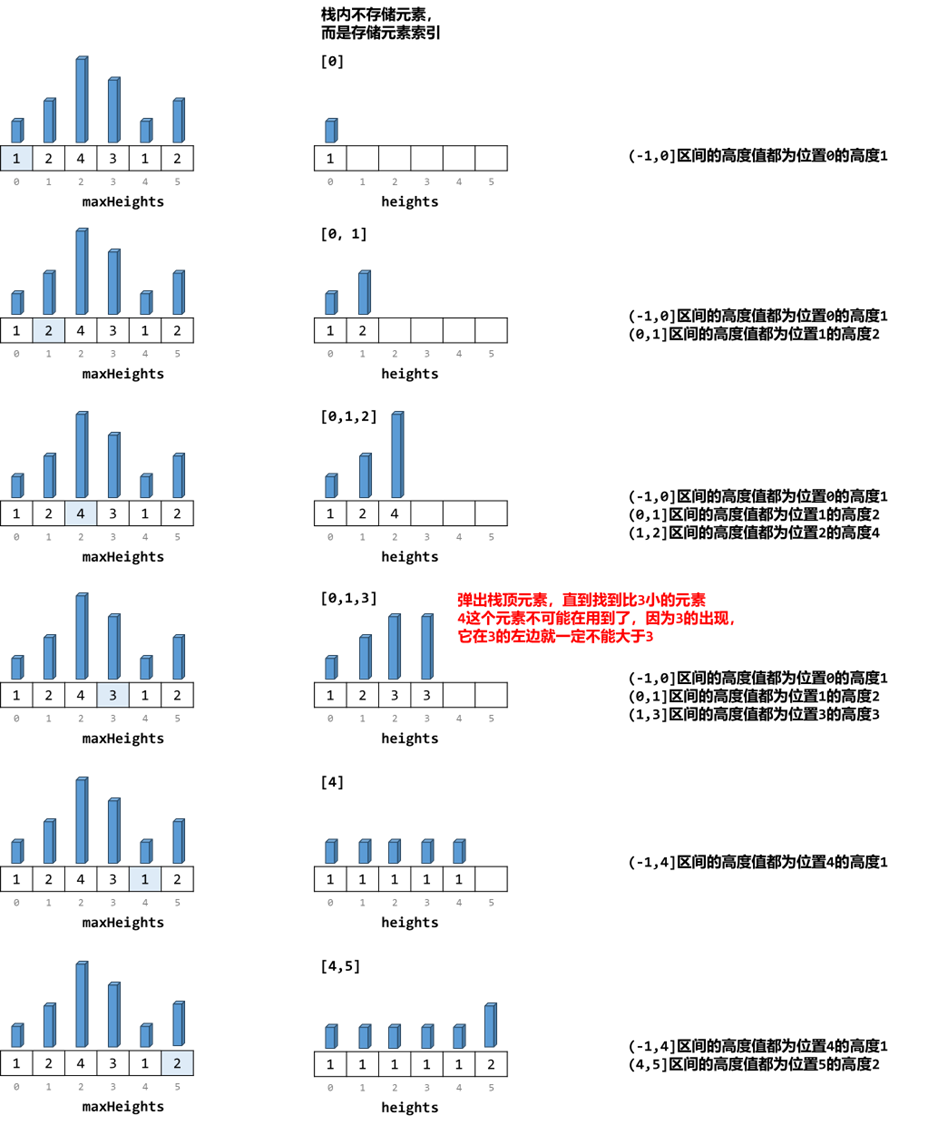 栈内不存储元素，
而是存储元素索引
[0]
1 2 4 3 1 2
0 1 2 3 4 5
maxHeights
1
0 1 2 3 4 5
heights
(-1,0]区间的高度值都为位置0的高度1
[0, 1]
1 2 4 3 1 2
0 1 2 3 4 5
maxHeights
1 2
0 1 2 3 4 5
heights
(-1,0]区间的高度值都为位置0的高度1
(0,1]区间的高度值都为位置1的高度2
[0,1,2]
1 2 4 3 1 2
0 1 2 3 4 5
maxHeights
1 2 4
0 1 2 3 4 5
heights
(-1,0]区间的高度值都为位置0的高度1
(0,1]区间的高度值都为位置1的高度2
(1,2]区间的高度值都为位置2的高度4
[0,1,3]
弹出栈顶元素，直到找到比3小的元素
4这个元素不可能在用到了，因为3的出现，
它在3的左边就一定不能大于3
1 2 4 3 1 2
0 1 2 3 4 5
maxHeights
1 2 3 3
0 1 2 3 4 5
heights
(-1,0]区间的高度值都为位置0的高度1
(0,1]区间的高度值都为位置1的高度2
(1,3]区间的高度值都为位置3的高度3
[4]
1 2 4 3 1 2
0 1 2 3 4 5
maxHeights
1 1 1 1 1
0 1 2 3 4 5
heights
(-1,4]区间的高度值都为位置4的高度1
[4,5]
1 2 4 3 1 2
0 1 2 3 4 5
maxHeights
1 1 1 1 1 2
0 1 2 3 4 5
heights
(-1,4]区间的高度值都为位置4的高度1
(4,5]区间的高度值都为位置5的高度2